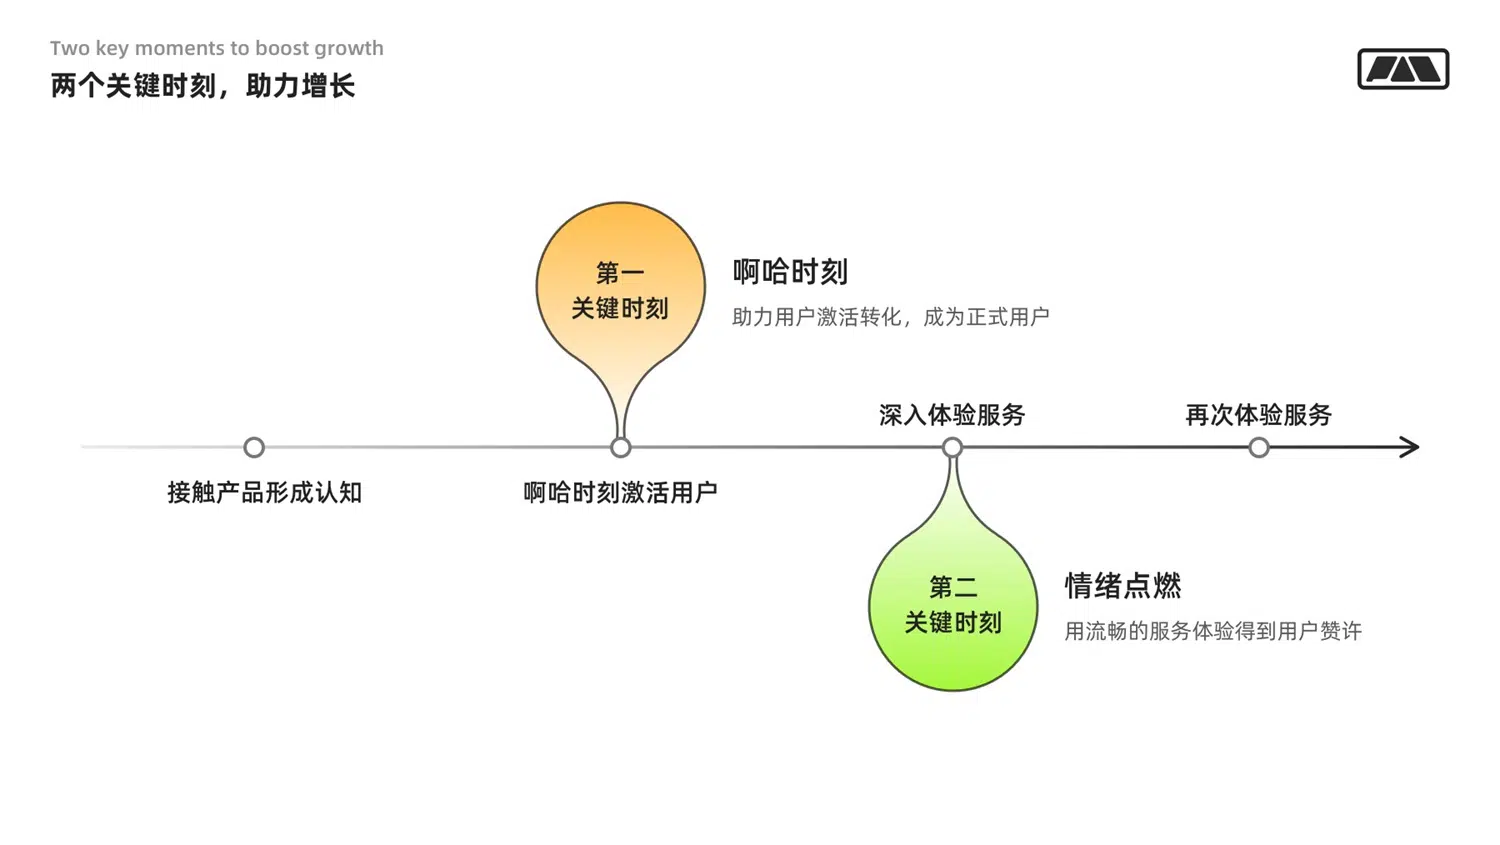 Two key moments to boost growth
两个关键时刻，助力增长
第一
关键时刻
啊哈时刻
助力用户激活转化，成为正式用户
深入体验服务
再次体验服务
接触产品形成认知
啊哈时刻激活用户
第二
关键时刻
情绪点燃
用流畅的服务体验得到用户赞许